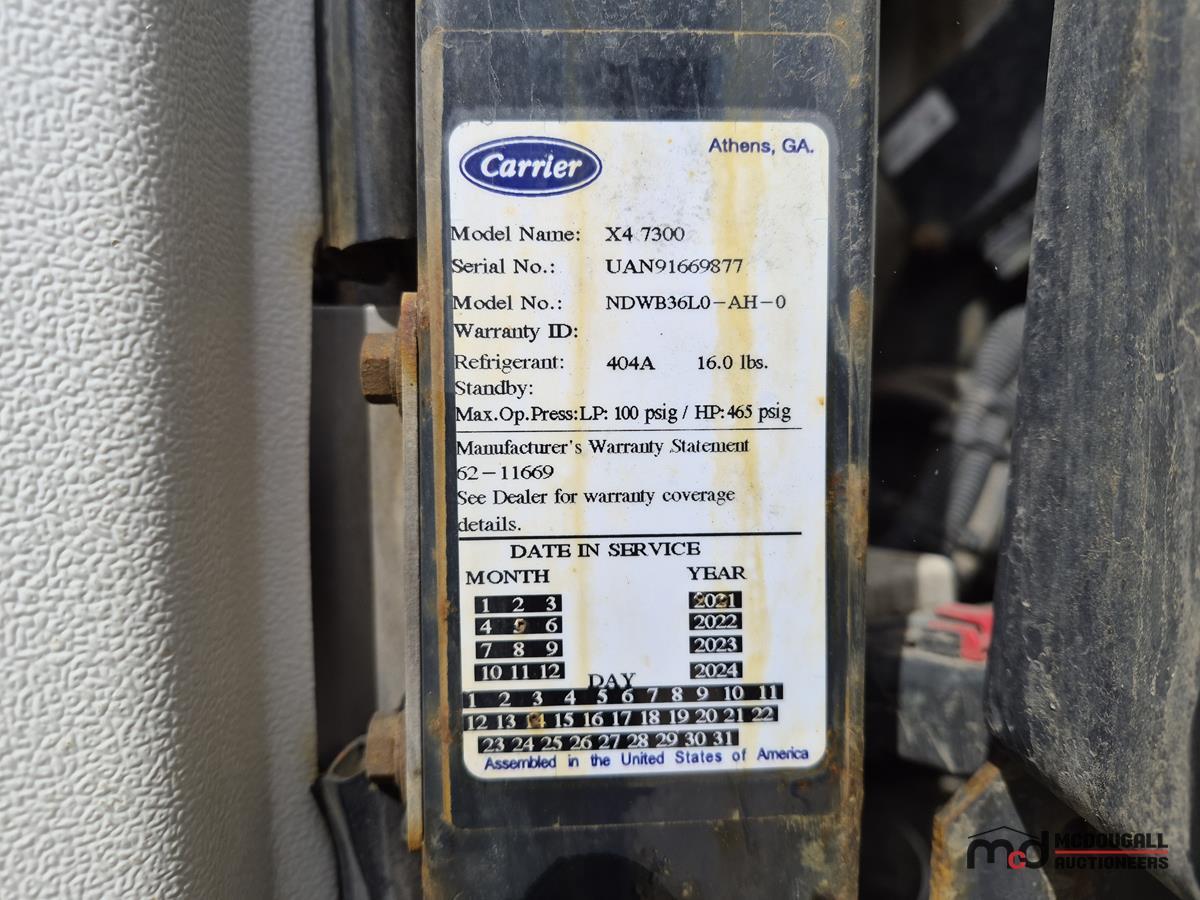 Carrier
Athens, GA.
Model Name: X4 7300
Serial No.: UAN91669877
Model No.: NDWB36L0-AH-0
Warranty ID:
Refrigerant: 404A 16.0 lbs.
Standby:
Max.Op.Press:LP: 100 psig / HP:465 psig
Manufacturer's Warranty Statement
62-11669
See Dealer for warranty coverage
details.
DATE IN SERVICE
MONTH YEAR
1 2 3 2021
4 5 6 2022
7 8 9 2023
10 11 12 2024
DAY
1 2 3 4 5 6 7 8 9 10 11
12 13 14 15 16 17 18 19 20 21 22
23 24 25 26 27 28 29 30 31
Assembled in the United States of America
mcd MCDOUGALL
AUCTIONEERS